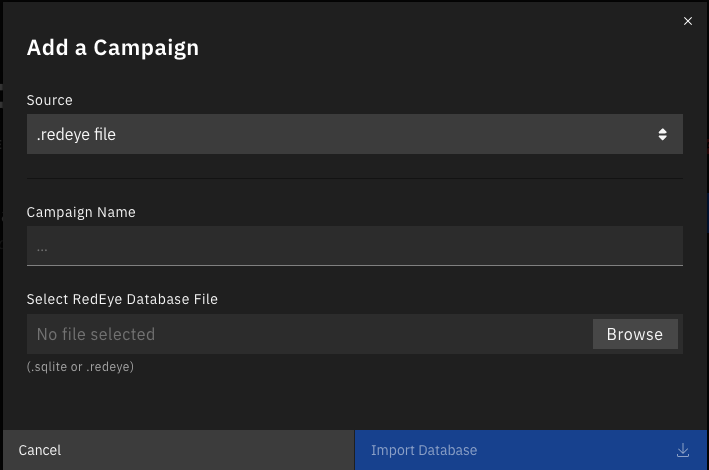 Add a Campaign
Source
.redeye file
Campaign Name
...
Select RedEye Database File
No file selected
Browse
(.sqlite or .redeye)
Cancel
Import Database